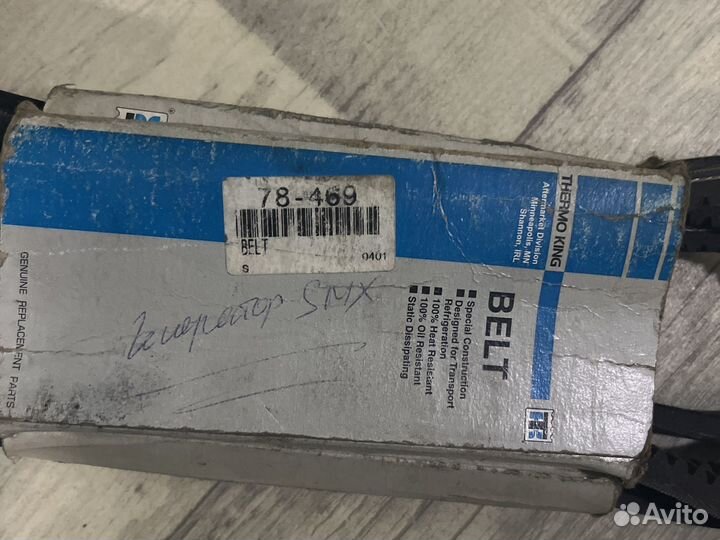 78-469
BELT
S 0401
THERMO KING
Aftermarket Division
Minneapolis, MN
Shannon, IRL
BELT
Special Construction
Designed for Transport
Refrigeration
100% Heat Resistant
100% Oil Resistant
Static Dissipating
GENUINE REPLACEMENT PARTS
Генератор SMX
Avito